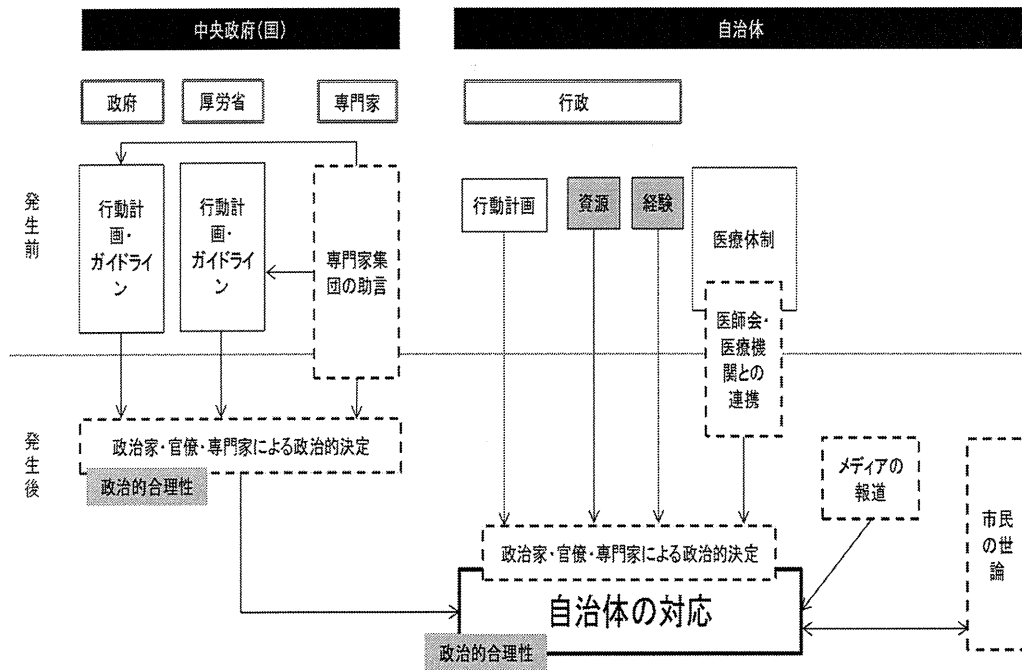 中央政府(国)
自治体
政府
厚労省
専門家
行政
発生前
行動計
画・
ガイドライ
ン
行動計
画・
ガイドライ
ン
専門家集
団の助言
行動計画
資源
経験
医療体制
医師会・
医療機
関との
連携
発生後
政治家・官僚・専門家による政治的決定
政治的合理性
メディアの
報道
市民の世論
政治家・官僚・専門家による政治的決定
自治体の対応
政治的合理性